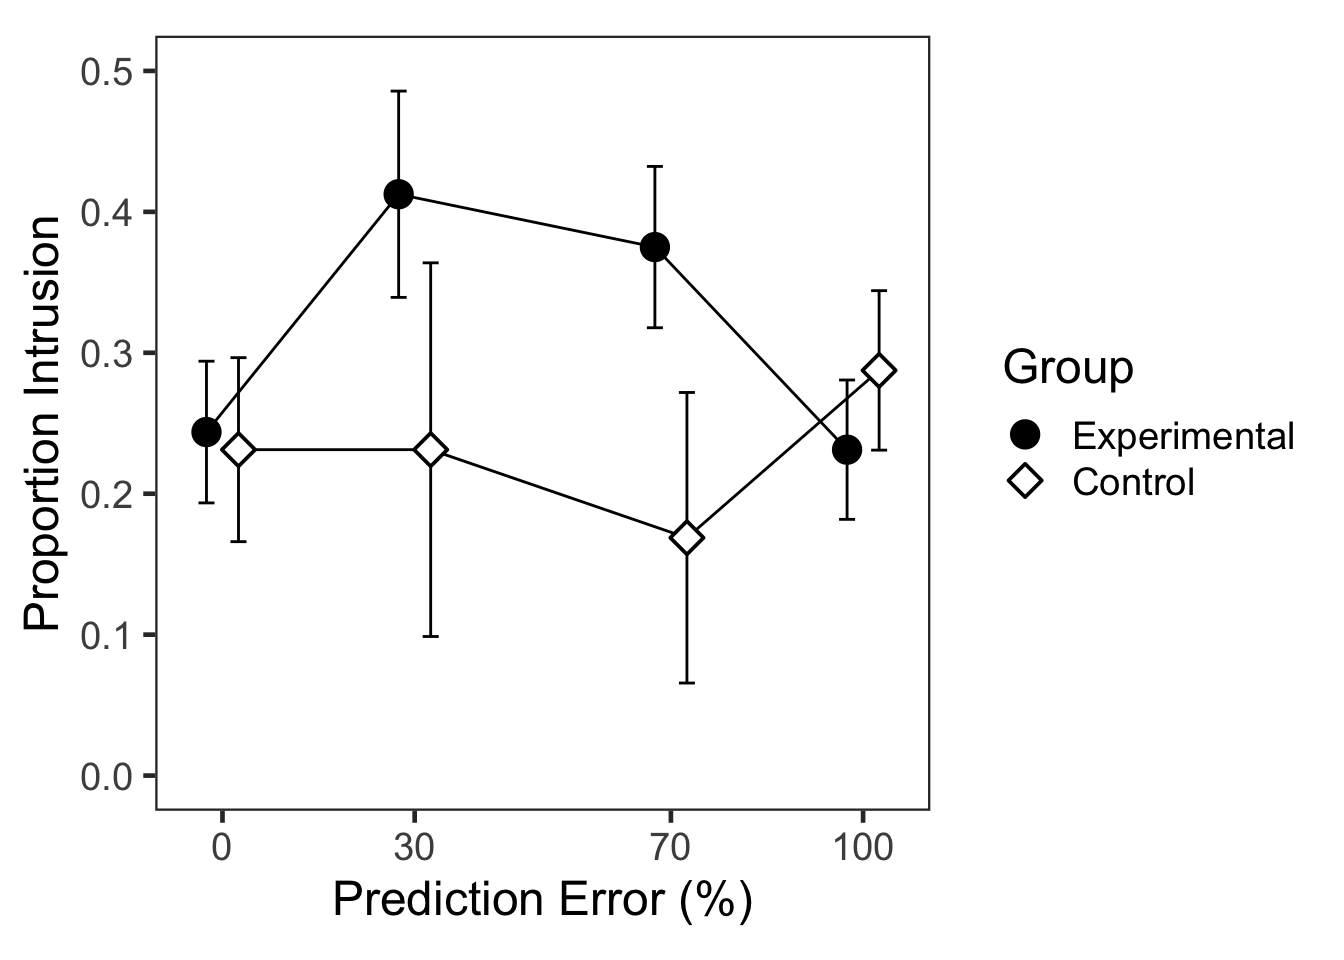 0.5
0.4
0.3
0.2
0.1
0.0
Proportion Intrusion
0 30 70 100
Prediction Error (%)
Group
Experimental
Control